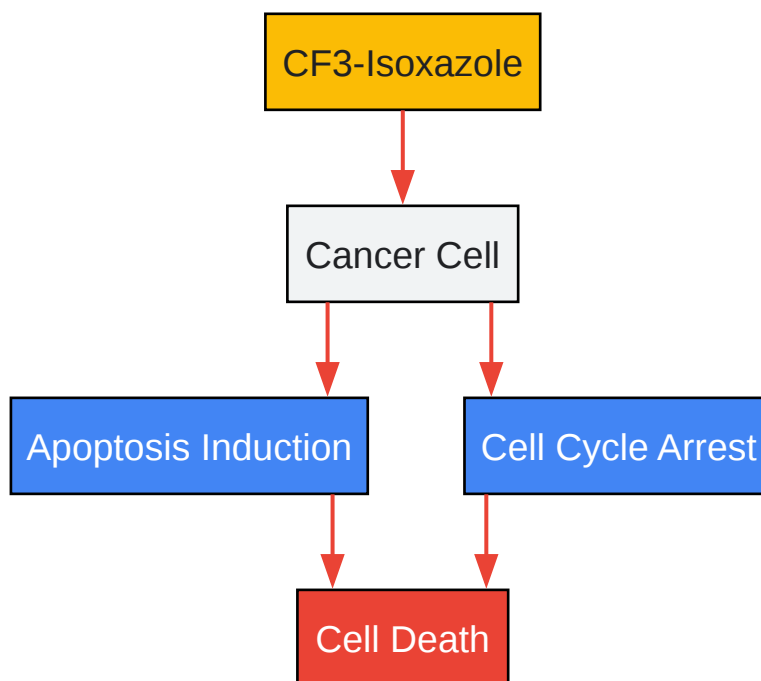 CF3-Isoxazole
Cancer Cell
Apoptosis Induction
Cell Cycle Arrest
Cell Death